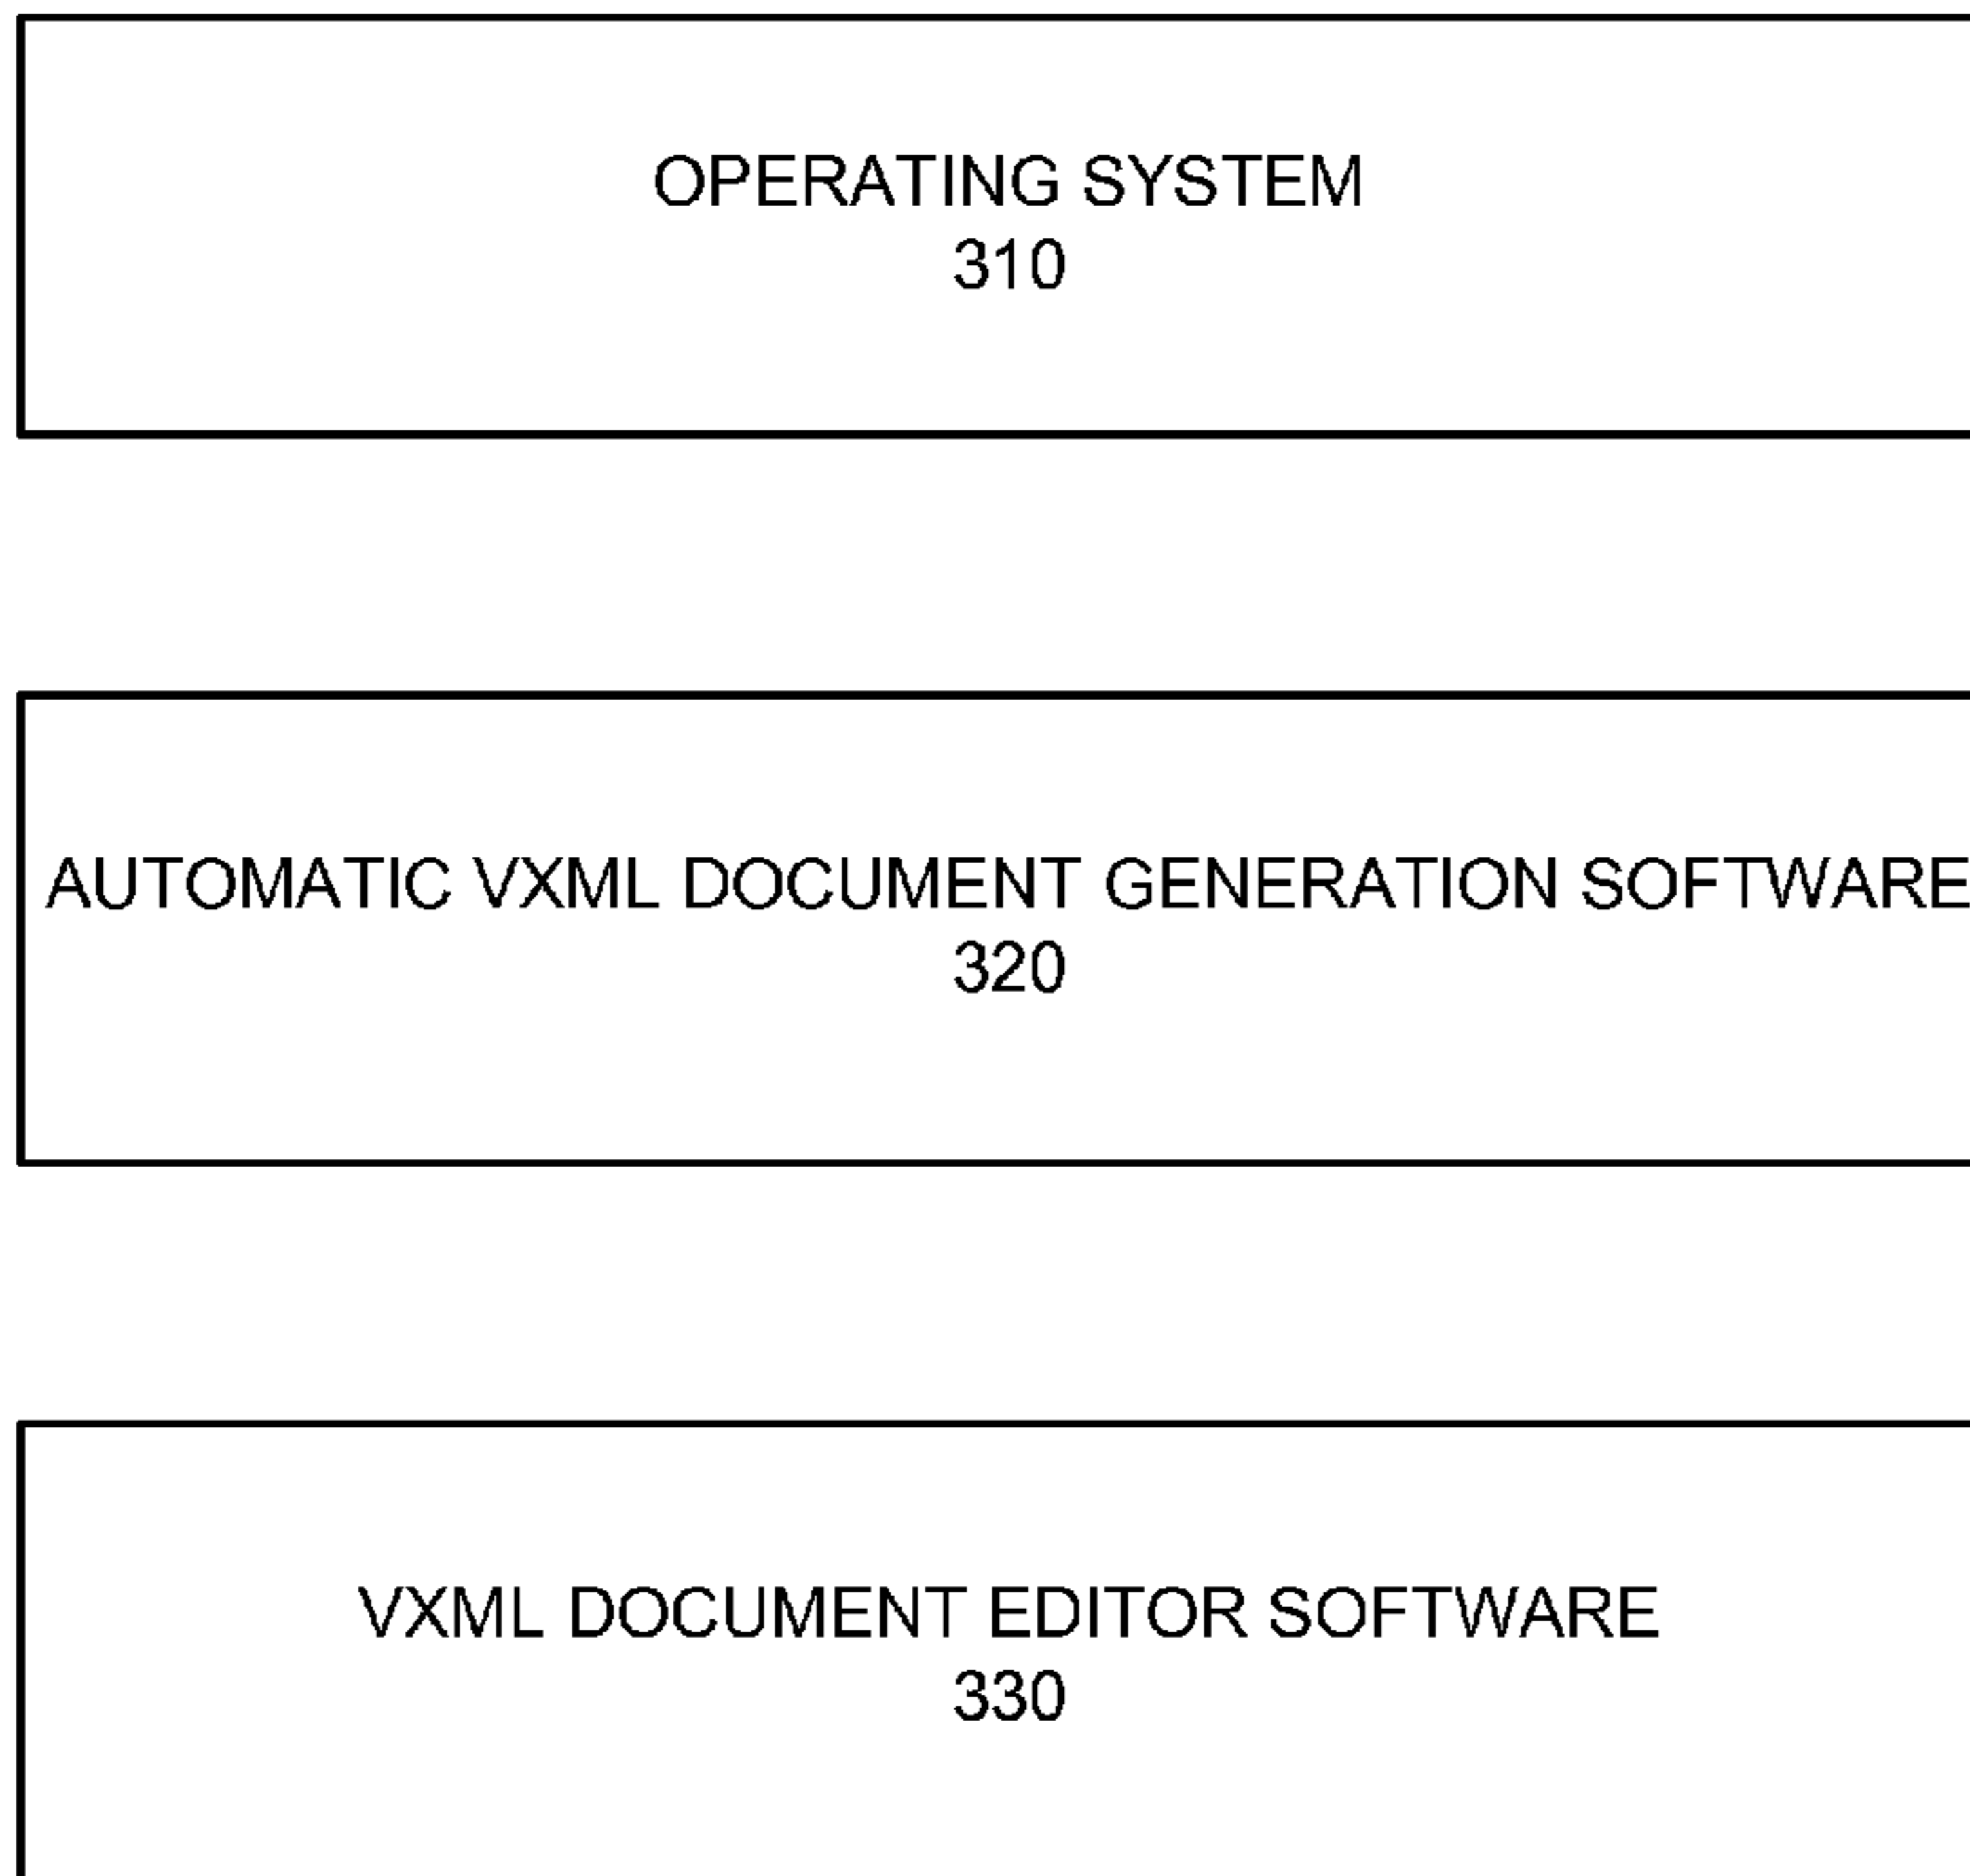 OPERATING SYSTEM
310
AUTOMATIC VXML DOCUMENT GENERATION SOFTWARE
320
VXML DOCUMENT EDITOR SOFTWARE
330